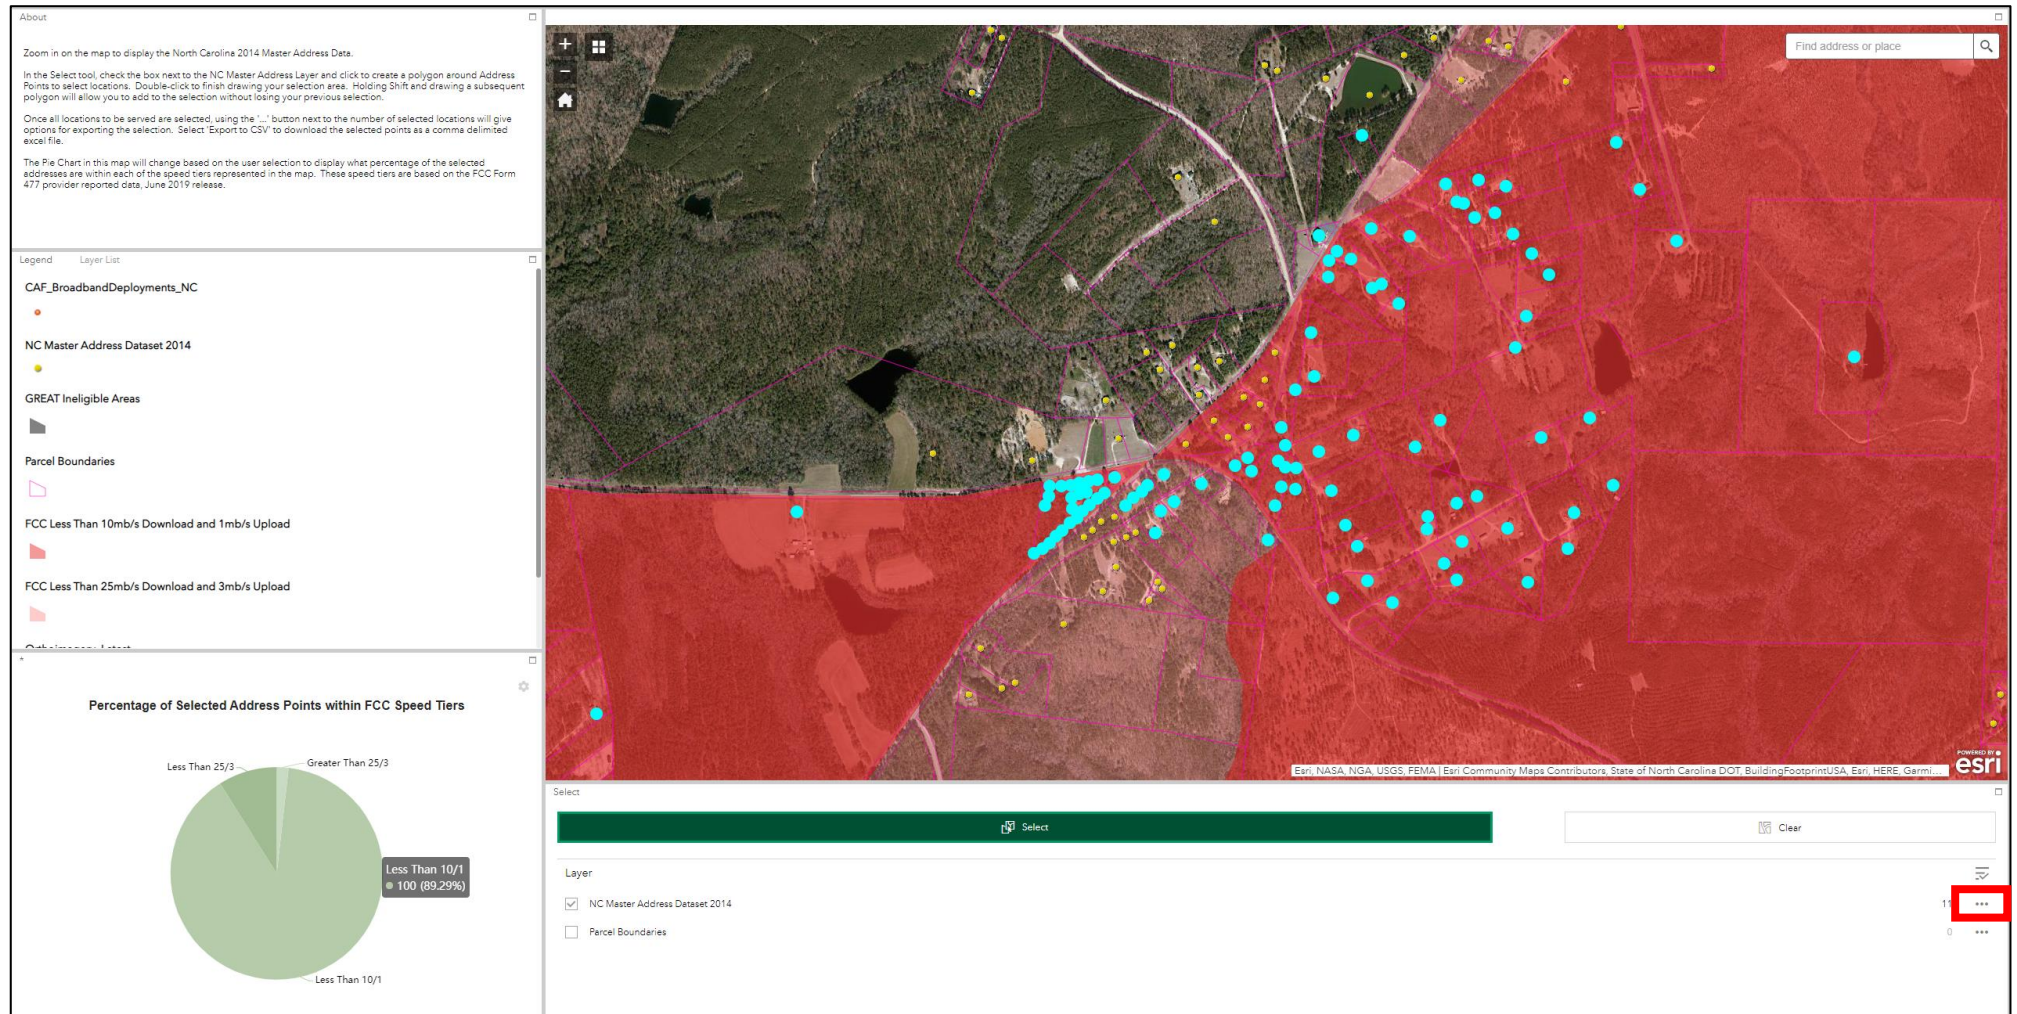 About
Zoom in on the map to display the North Carolina 2014 Master Address Data.
In the Select tool, check the box next to the NC Master Address Layer and click to create a polygon around Address
Points to select locations. Double-click to finish drawing your selection area. Holding Shift and drawing a subsequent
polygon will allow you to add to the selection without losing your previous selection.
Once all locations to be served are selected, using the '...' button next to the number of selected locations will give
options for exporting the selection. Select 'Export to CSV' to download the selected points as a comma delimited
excel file.
The Pie Chart in this map will change based on the user selection to display what percentage of the selected
addresses are within each of the speed tiers represented in the map. These speed tiers are based on the FCC Form
477 provider reported data, June 2019 release.
Legend Layer List
CAF_BroadbandDeployments_NC
NC Master Address Dataset 2014
GREAT Ineligible Areas
Parcel Boundaries
FCC Less Than 10mb/s Download and 1mb/s Upload
FCC Less Than 25mb/s Download and 3mb/s Upload
*
Percentage of Selected Address Points within FCC Speed Tiers
Less Than 25/3
Greater Than 25/3
Less Than 10/1
100 (89.29%)
Less Than 10/1
+
−
Find address or place
POWERED BY
esri
Esri, NASA, NGA, USGS, FEMA | Esri Community Maps Contributors, State of North Carolina DOT, BuildingFootprintUSA, Esri, HERE, Garmi...
Select
Select
Clear
Layer
NC Master Address Dataset 2014
11 •••
Parcel Boundaries
0 •••